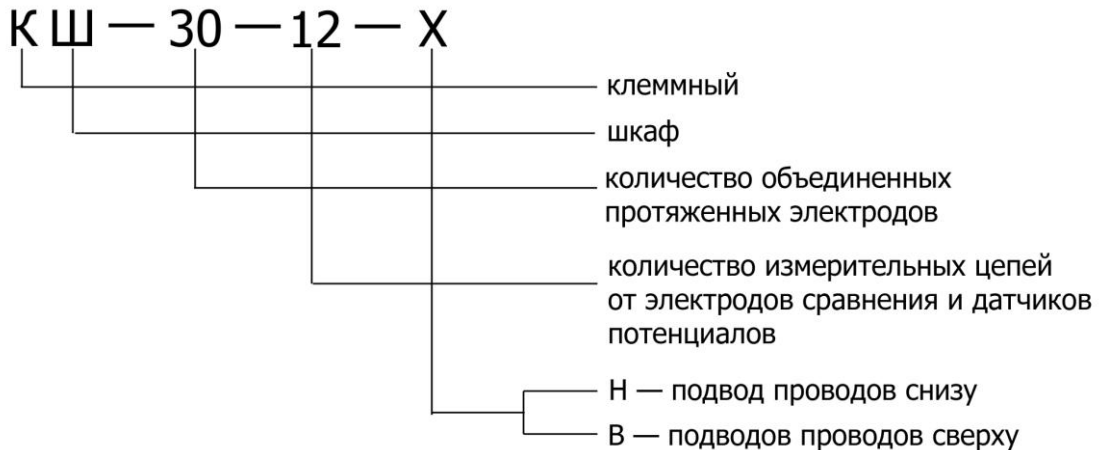 КШ — 30 — 12 — Х
клеммный
шкаф
количество объединенных
протяженных электродов
количество измерительных цепей
от электродов сравнения и датчиков
потенциалов
Н — подвод проводов снизу
В — подводов проводов сверху